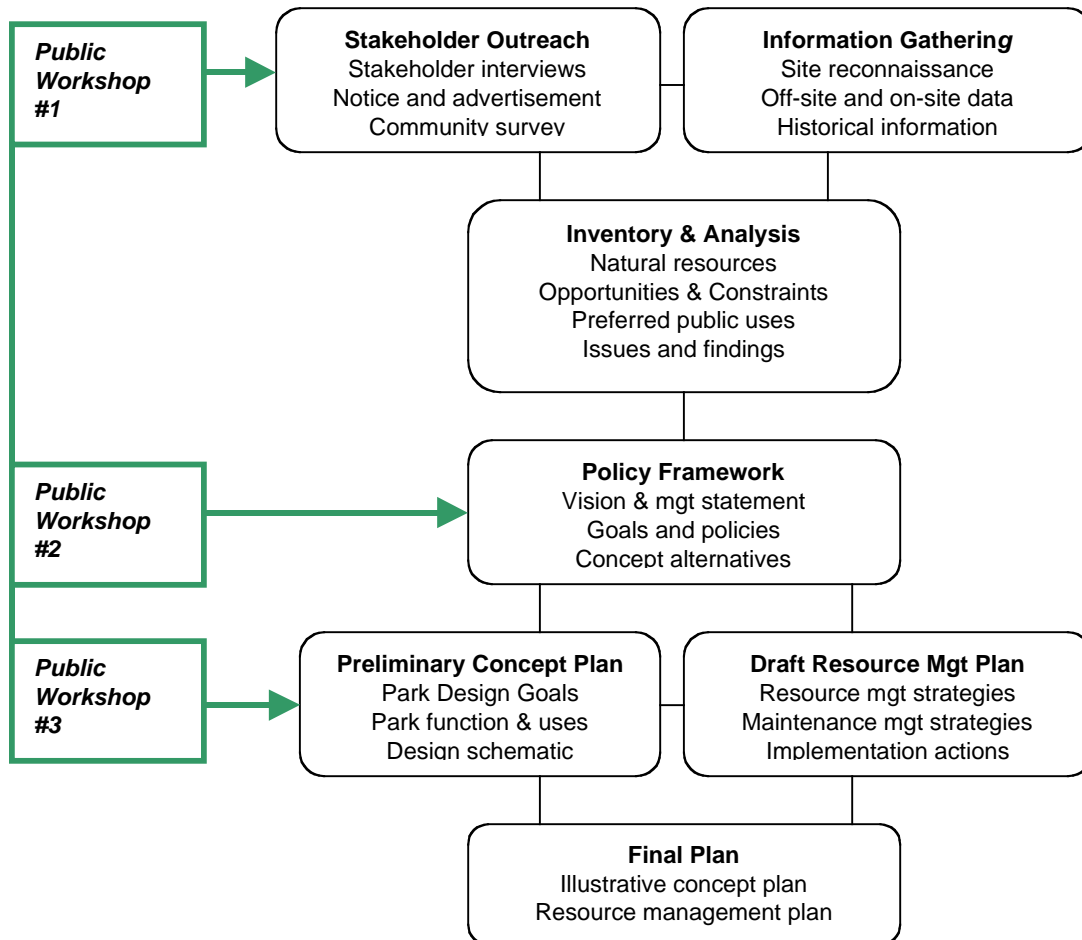 Public
Workshop
#1
Stakeholder Outreach
Stakeholder interviews
Notice and advertisement
Community survey
Information Gathering
Site reconnaissance
Off-site and on-site data
Historical information
Inventory & Analysis
Natural resources
Opportunities & Constraints
Preferred public uses
Issues and findings
Public
Workshop
#2
Policy Framework
Vision & mgt statement
Goals and policies
Concept alternatives
Public
Workshop
#3
Preliminary Concept Plan
Park Design Goals
Park function & uses
Design schematic
Draft Resource Mgt Plan
Resource mgt strategies
Maintenance mgt strategies
Implementation actions
Final Plan
Illustrative concept plan
Resource management plan